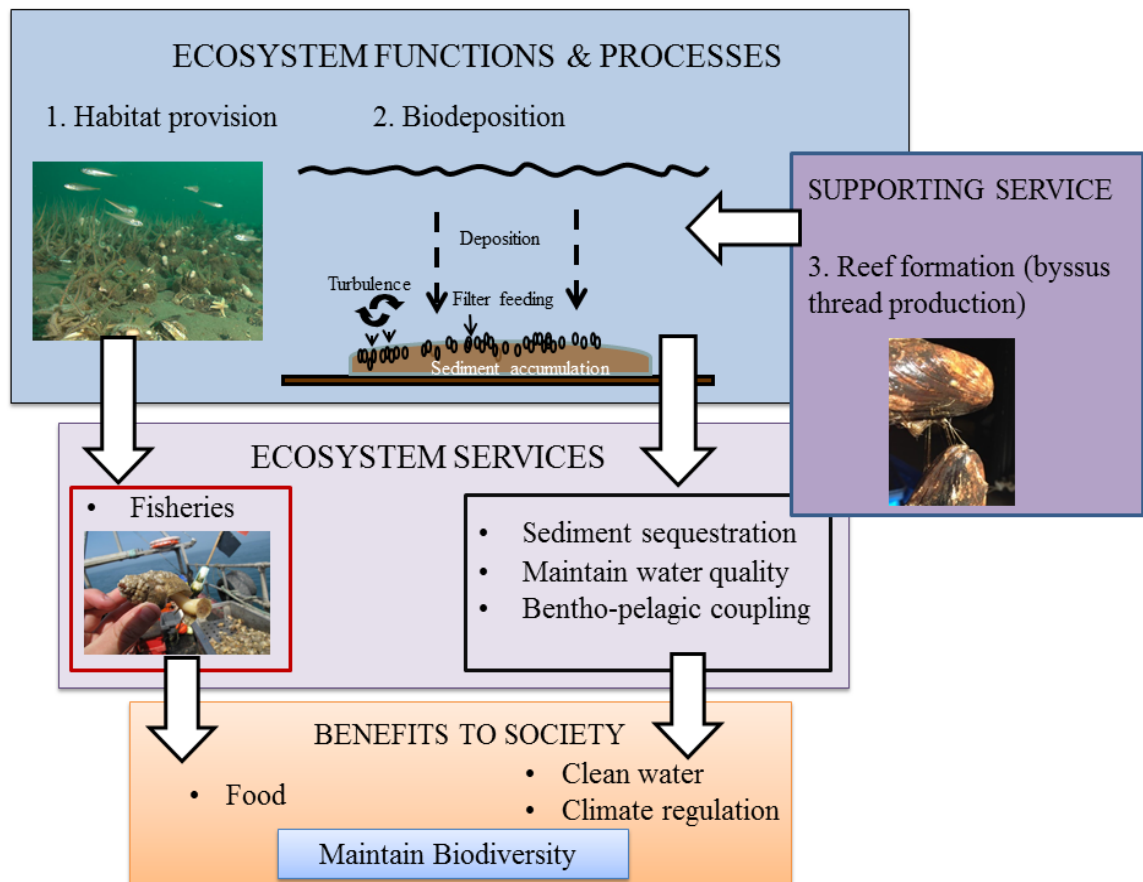 ECOSYSTEM FUNCTIONS & PROCESSES
1. Habitat provision
2. Biodeposition
Deposition
Turbulence
Filter feeding
Sediment accumulation
SUPPORTING SERVICE
3. Reef formation (byssus
thread production)
ECOSYSTEM SERVICES
• Fisheries
• Sediment sequestration
• Maintain water quality
• Bentho-pelagic coupling
BENEFITS TO SOCIETY
• Food
• Clean water
• Climate regulation
Maintain Biodiversity